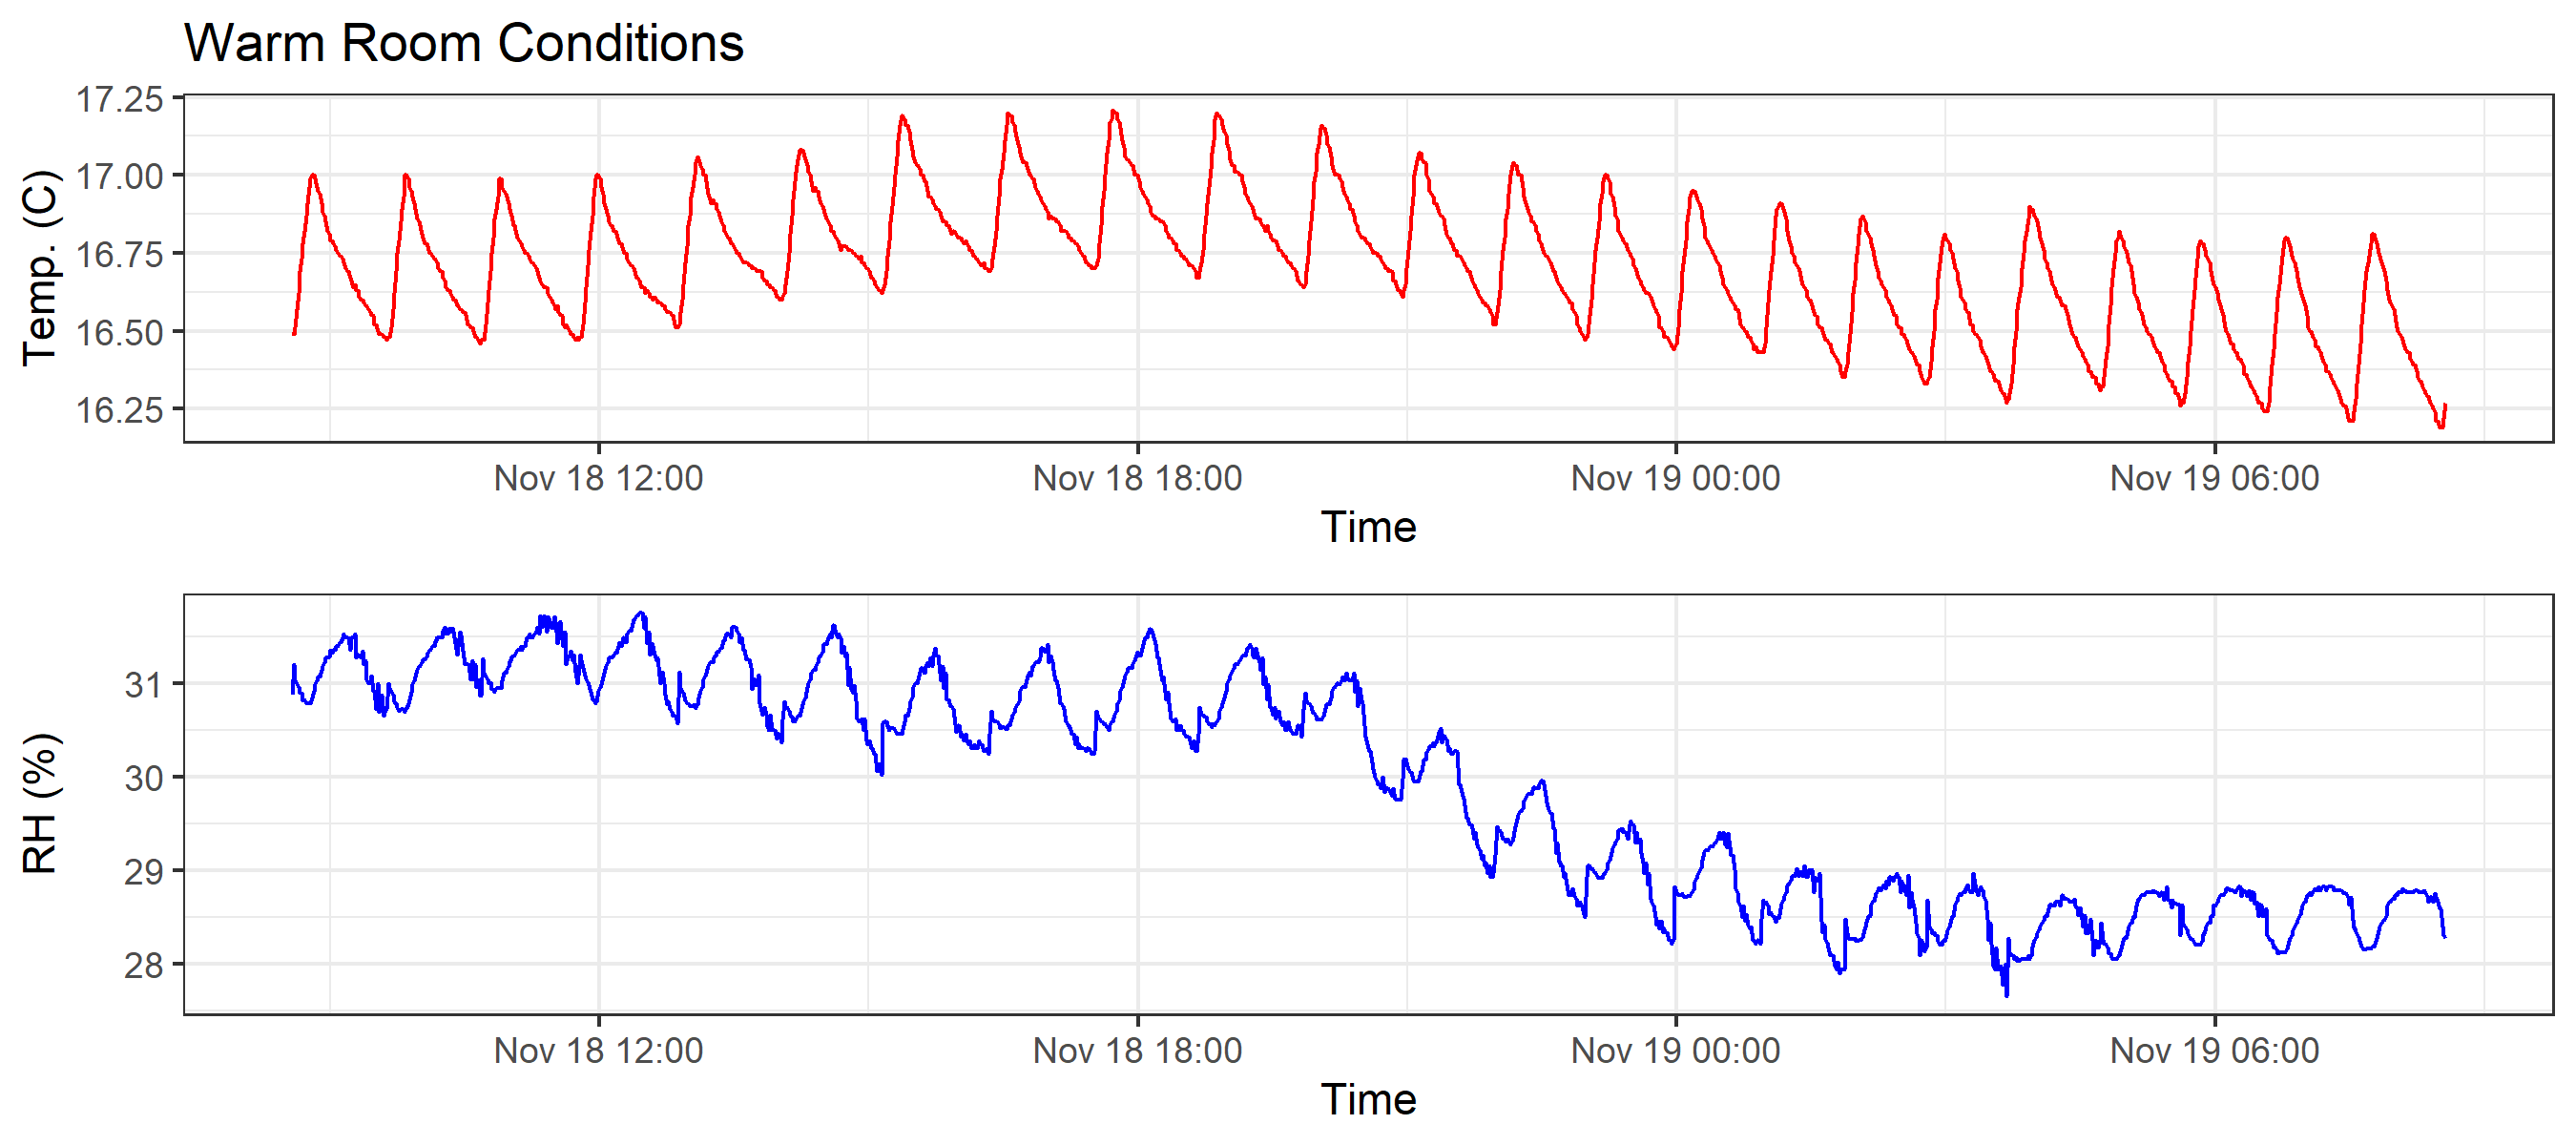 Warm Room Conditions
17.25
17.00
16.75
16.50
16.25
Temp. (C)
Nov 18 12:00 Nov 18 18:00 Nov 19 00:00 Nov 19 06:00
Time
31
30
29
28
RH (%)
Nov 18 12:00 Nov 18 18:00 Nov 19 00:00 Nov 19 06:00
Time